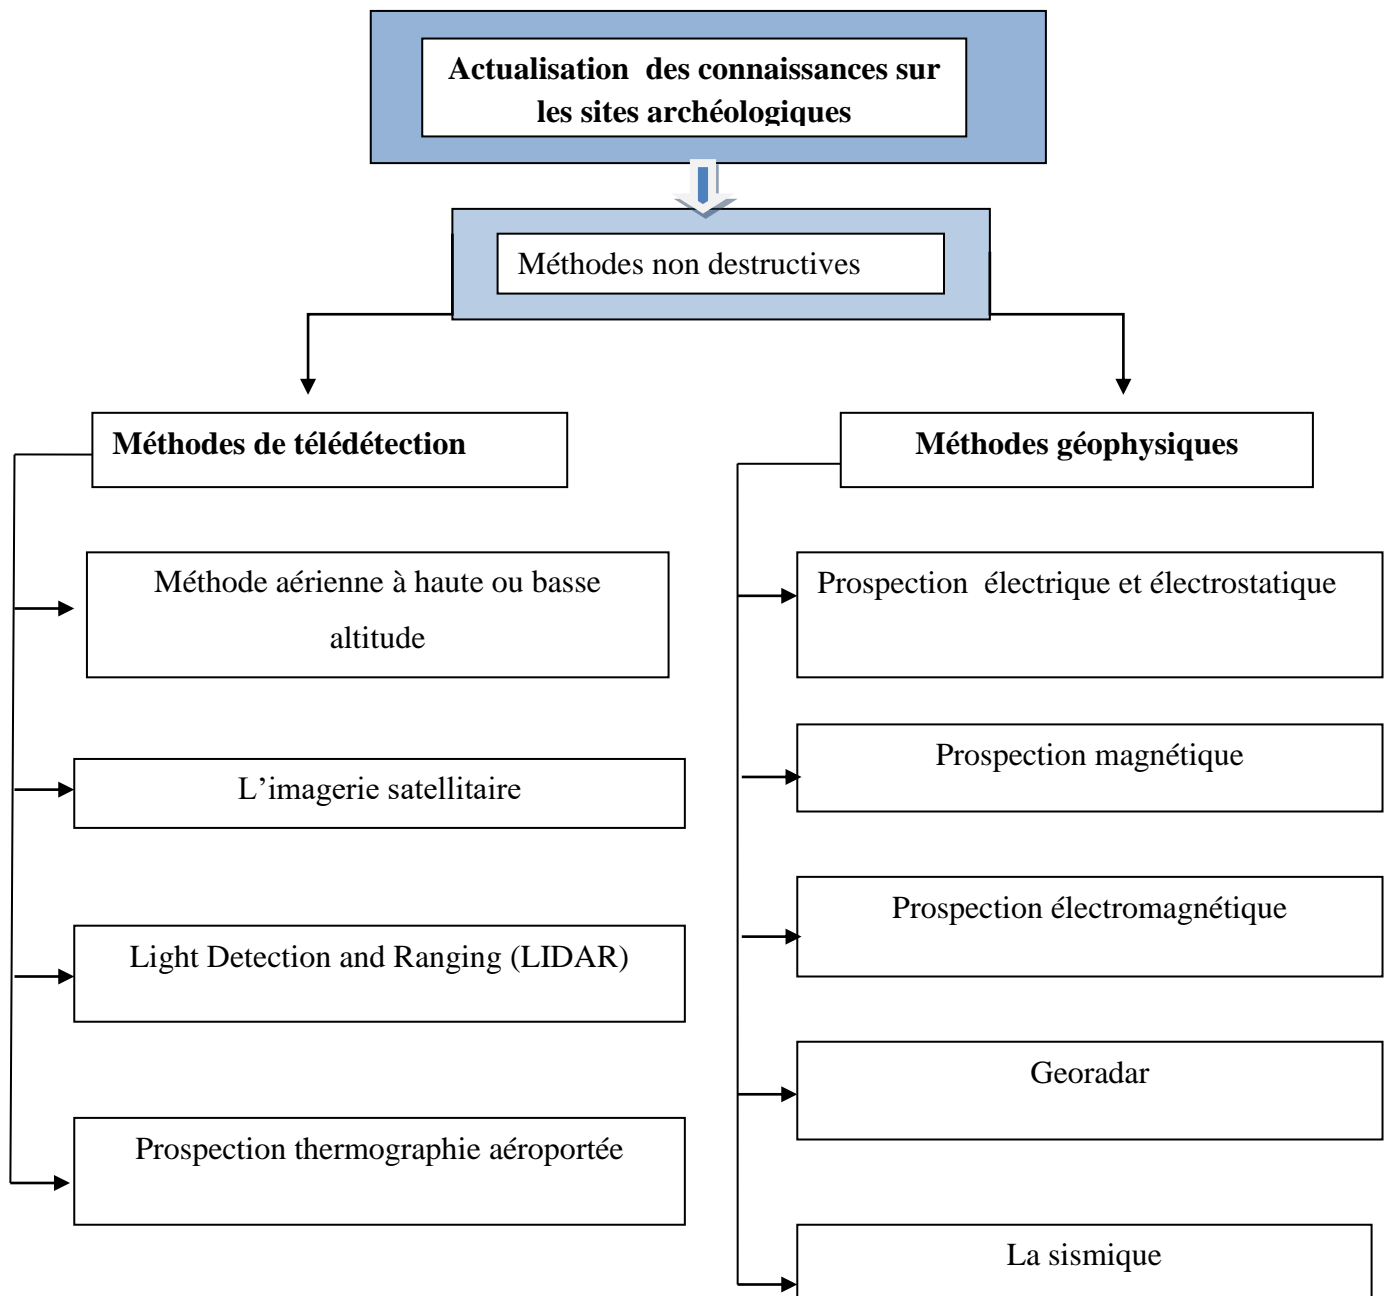 Actualisation des connaissances sur
les sites archéologiques
Méthodes non destructives
Méthodes de télédétection
Méthode aérienne à haute ou basse
altitude
L’imagerie satellitaire
Light Detection and Ranging (LIDAR)
Prospection thermographie aéroportée
Méthodes géophysiques
Prospection électrique et électrostatique
Prospection magnétique
Prospection électromagnétique
Georadar
La sismique